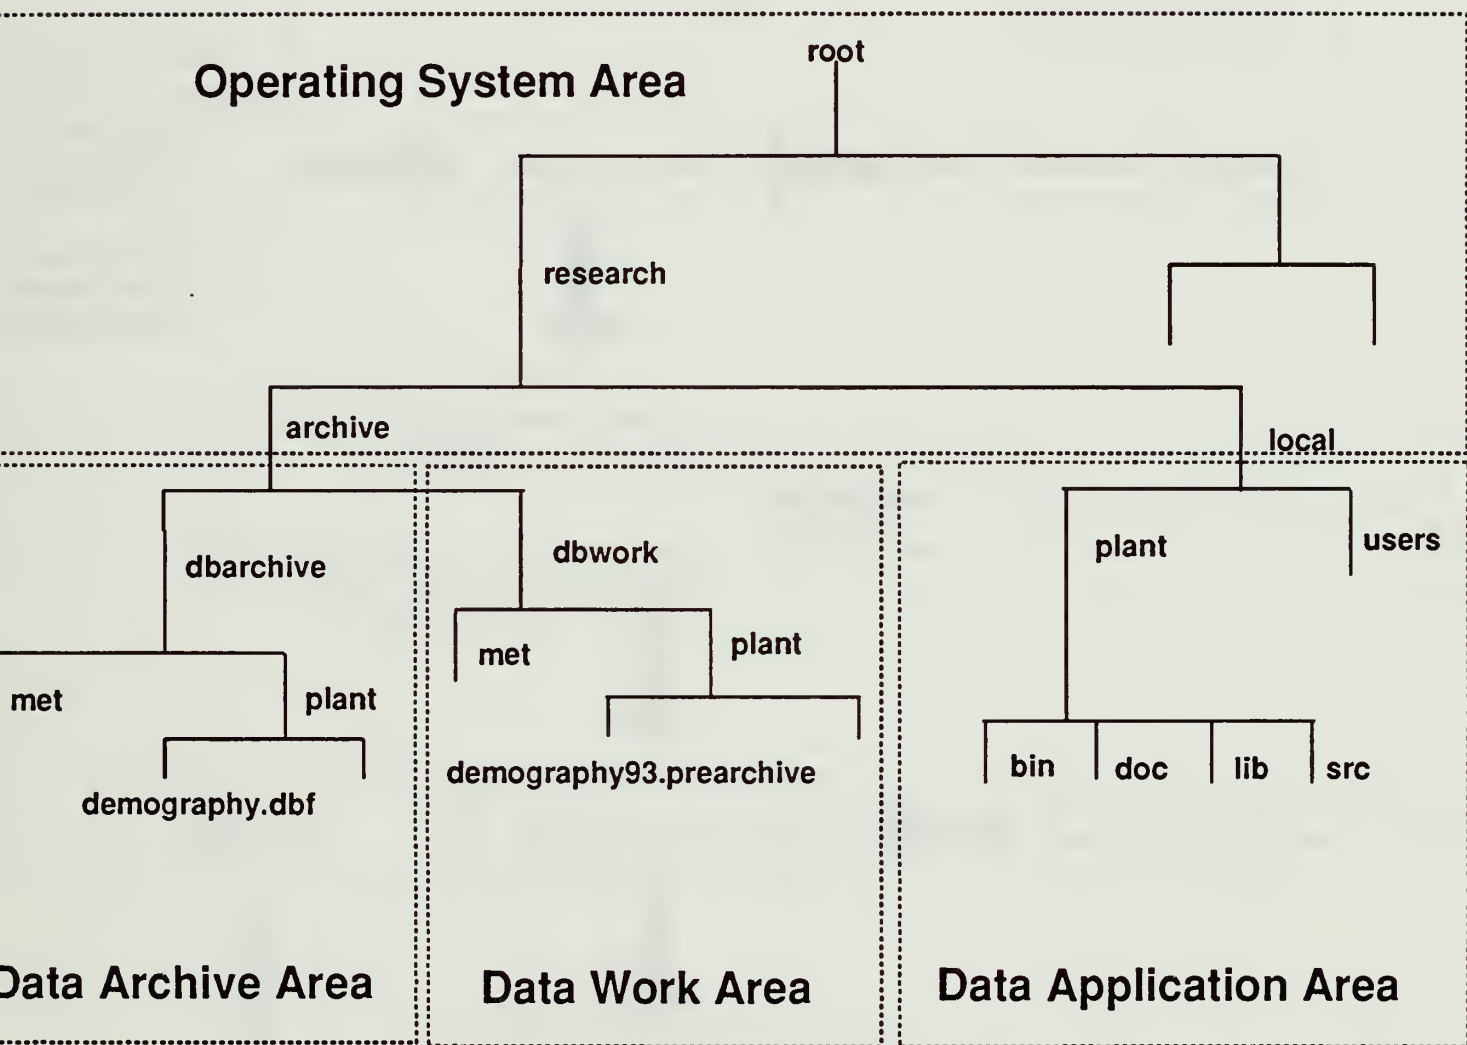 root
Operating System Area
research
archive
local
dbarchive
dbwork
plant
users
met
plant
met
plant
bin
doc
lib
src
demography93.prearchive
demography.dbf
Data Archive Area
Data Work Area
Data Application Area